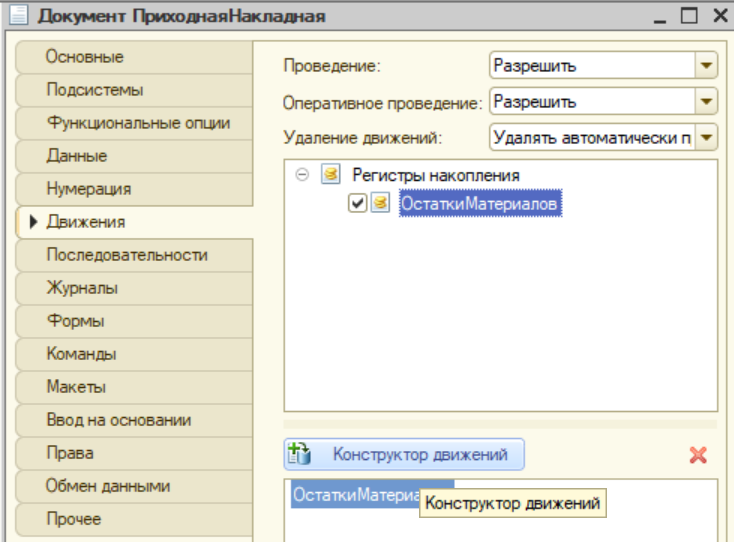 Документ ПриходнаяНакладная
Основные
Подсистемы
Функциональные опции
Данные
Нумерация
Движения
Последовательности
Журналы
Формы
Команды
Макеты
Ввод на основании
Права
Обмен данными
Прочее
Проведение: Разрешить
Оперативное проведение: Разрешить
Удаление движений: Удалять автоматически п
Регистры накопления
ОстаткиМатериалов
Конструктор движений
ОстаткиМатериа
Конструктор движений